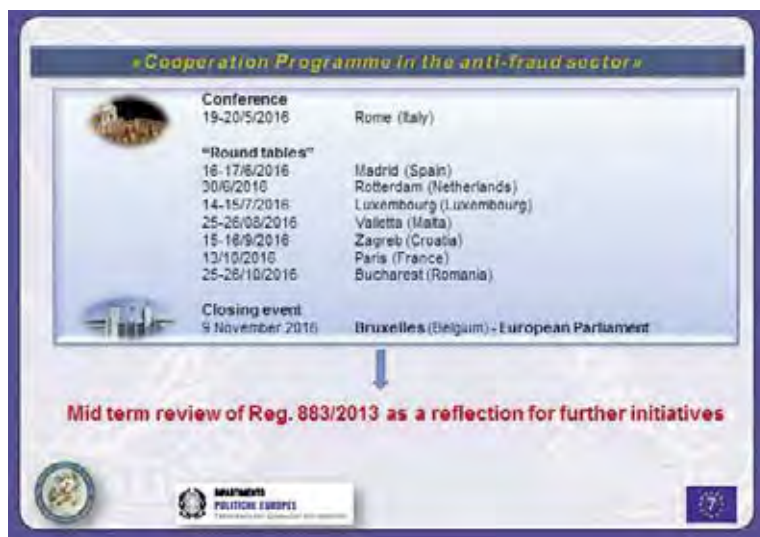 «Cooperation Programme in the anti-fraud sector»
Conference
19-20/5/2016 Rome (Italy)
"Round tables"
16-17/6/2016 Madrid (Spain)
30/6/2016 Rotterdam (Netherlands)
14-15/7/2016 Luxembourg (Luxembourg)
25-26/08/2016 Valletta (Malta)
15-16/9/2016 Zagreb (Croatia)
13/10/2016 Paris (France)
25-26/10/2016 Bucharest (Romania)
Closing event
9 November 2016 Bruxelles (Belgium) - European Parliament
Mid term review of Reg. 883/2013 as a reflection for further initiatives
DIPARTIMENTO
POLITICHE EUROPEE